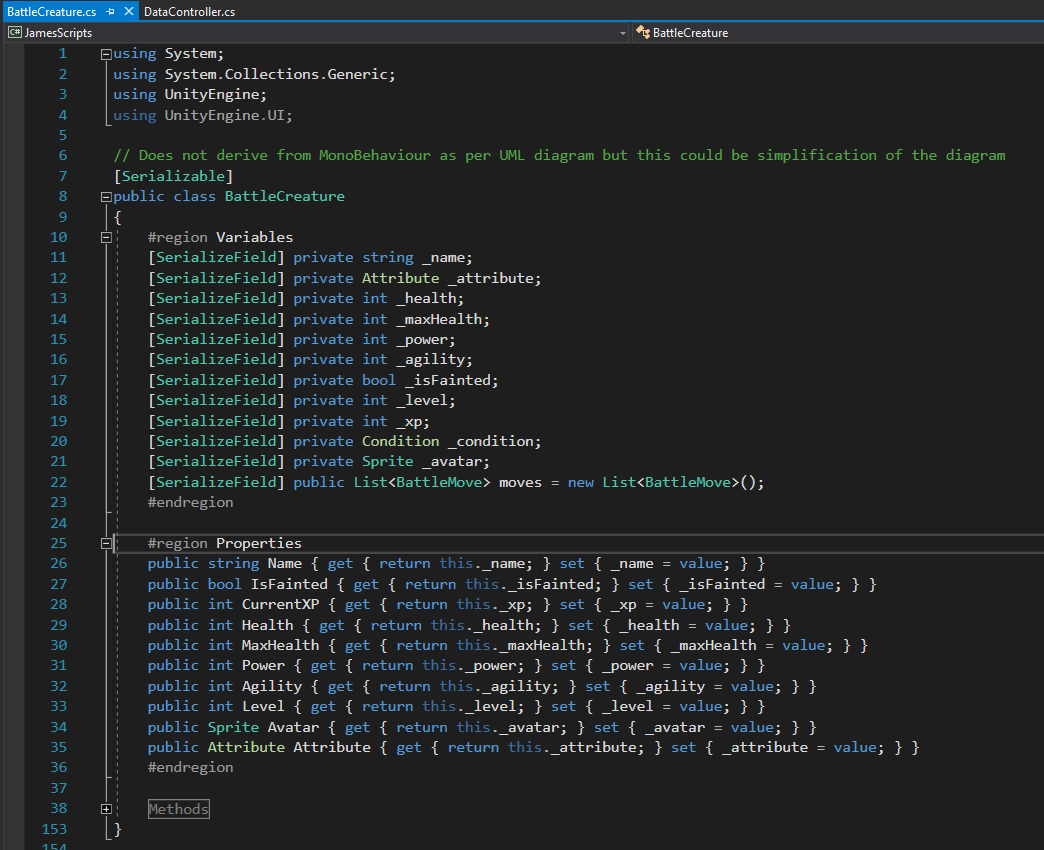 BattleCreature.cs DataController.cs
C# JamesScripts BattleCreature
1 using System;
2 using System.Collections.Generic;
3 using UnityEngine;
4 using UnityEngine.UI;
5
6 // Does not derive from MonoBehaviour as per UML diagram but this could be simplification of the diagram
7 [Serializable]
8 public class BattleCreature
9 {
10 #region Variables
11 [SerializeField] private string _name;
12 [SerializeField] private Attribute _attribute;
13 [SerializeField] private int _health;
14 [SerializeField] private int _maxHealth;
15 [SerializeField] private int _power;
16 [SerializeField] private int _agility;
17 [SerializeField] private bool _isFainted;
18 [SerializeField] private int _level;
19 [SerializeField] private int _xp;
20 [SerializeField] private Condition _condition;
21 [SerializeField] private Sprite _avatar;
22 [SerializeField] public List<BattleMove> moves = new List<BattleMove>();
23 #endregion
24
25 #region Properties
26 public string Name { get { return this._name; } set { _name = value; } }
27 public bool IsFainted { get { return this._isFainted; } set { _isFainted = value; } }
28 public int CurrentXP { get { return this._xp; } set { _xp = value; } }
29 public int Health { get { return this._health; } set { _health = value; } }
30 public int MaxHealth { get { return this._maxHealth; } set { _maxHealth = value; } }
31 public int Power { get { return this._power; } set { _power = value; } }
32 public int Agility { get { return this._agility; } set { _agility = value; } }
33 public int Level { get { return this._level; } set { _level = value; } }
34 public Sprite Avatar { get { return this._avatar; } set { _avatar = value; } }
35 public Attribute Attribute { get { return this._attribute; } set { _attribute = value; } }
36 #endregion
37
38 Methods
153 }
154